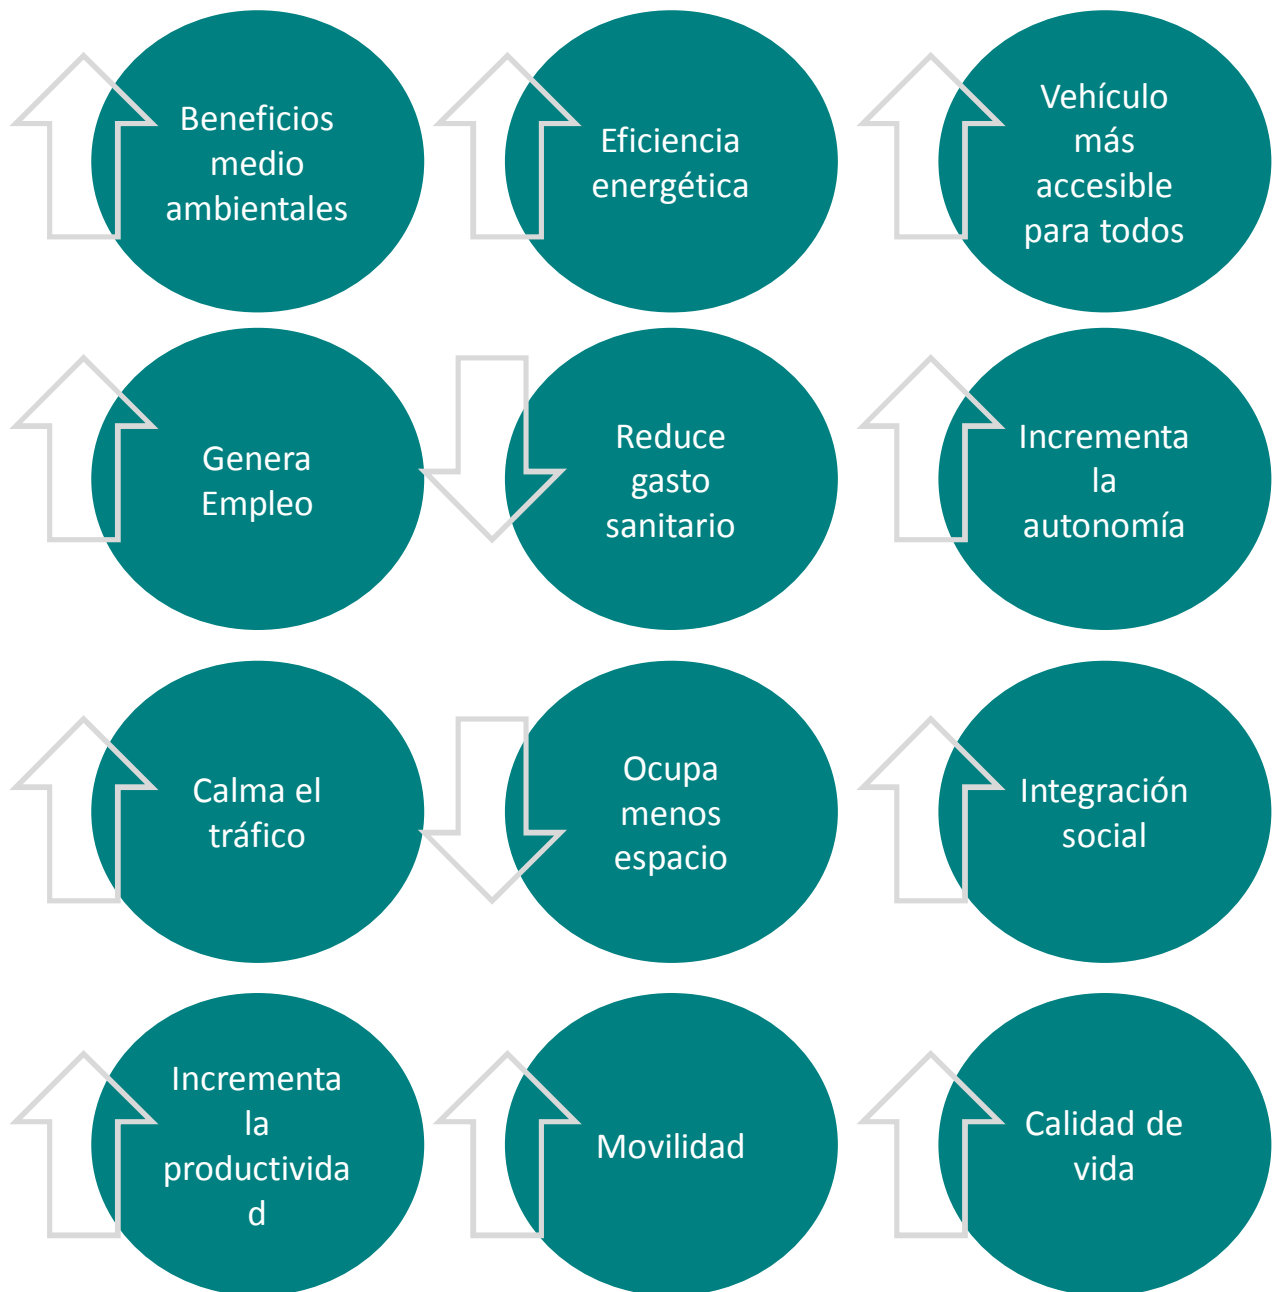 Beneficios
medio
ambientales
Eficiencia
energética
Vehículo
más
accesible
para todos
Genera
Empleo
Reduce
gasto
sanitario
Incrementa
la
autonomía
Calma el
tráfico
Ocupa
menos
espacio
Integración
social
Incrementa
la
productivida
d
Movilidad
Calidad de
vida